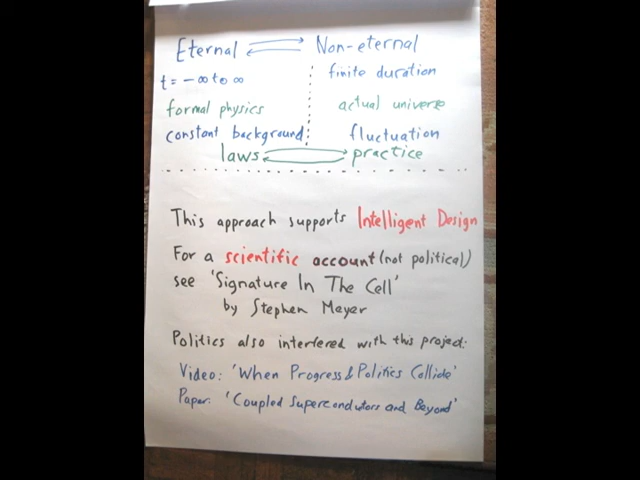 Eternal Non-eternal
t = -∞ to ∞ finite duration
formal physics actual universe
constant background fluctuation
laws practice
This approach supports Intelligent Design
For a scientific account (not political)
see 'Signature In The Cell'
by Stephen Meyer
Politics also interfered with this project:
Video: 'When Progress & Politics Collide'
Paper: 'Coupled Superconductors and Beyond'